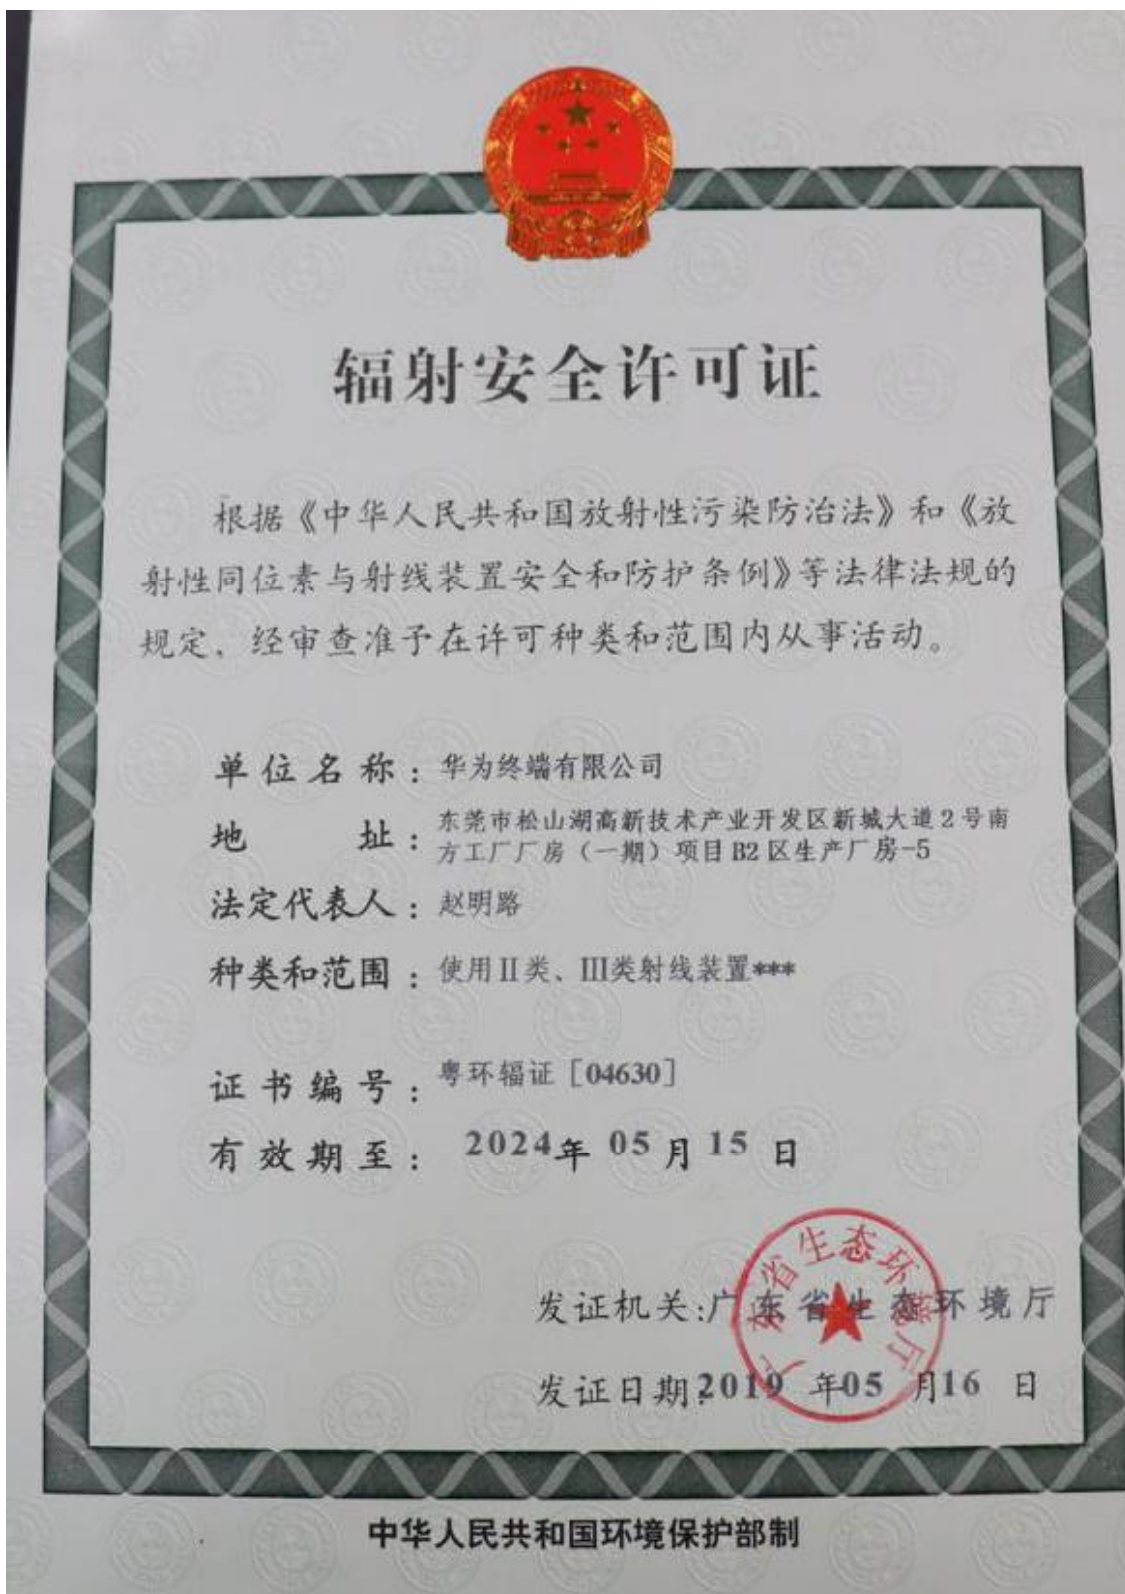 辐射安全许可证
根据《中华人民共和国放射性污染防治法》和《放
射性同位素与射线装置安全和防护条例》等法律法规的
规定、经审查准予在许可种类和范围内从事活动。
单位名称：华为终端有限公司
地址：东莞市松山湖高新技术产业开发区新城大道2号南
方工厂厂房（一期）项目B2区生产厂房-5
法定代表人：赵明路
种类和范围：使用II类、III类射线装置***
证书编号：粤环辐证［04630］
有效期至：2024年05月15日
发证机关:广东省生态环境厅
广东省生态环境厅
发证日期:2019年05月16日
中华人民共和国环境保护部制